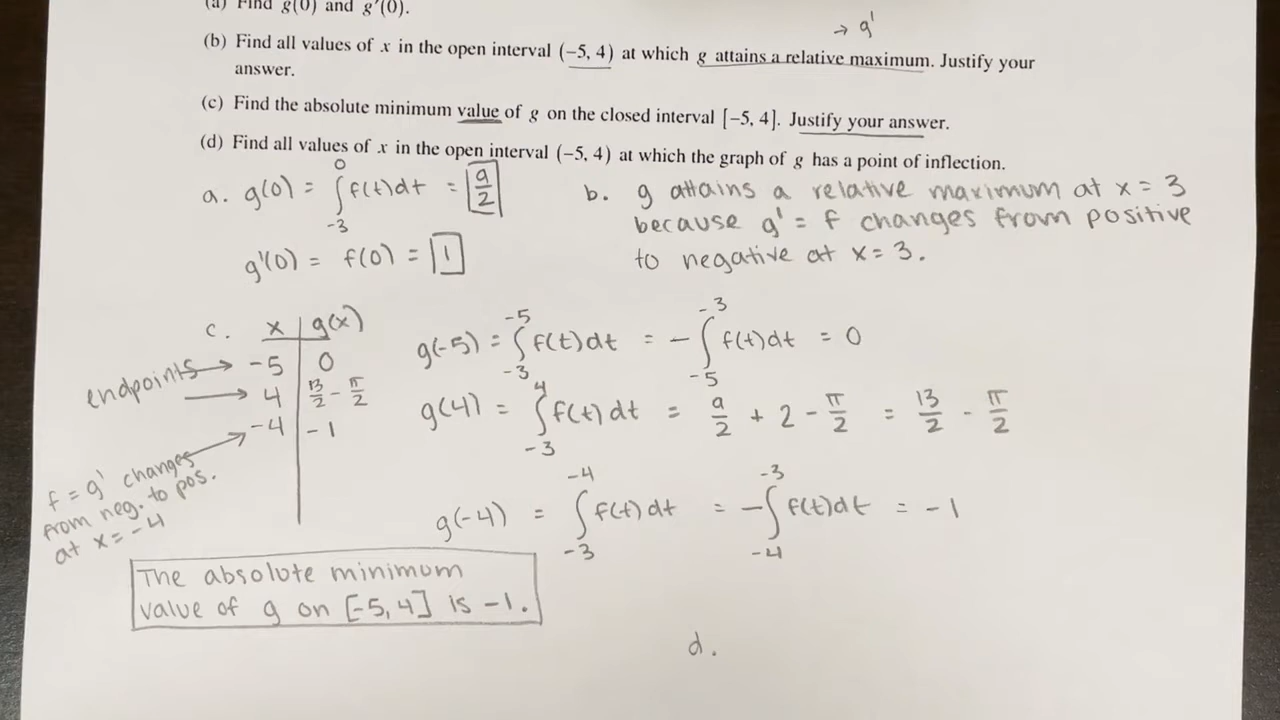 (a) Find g(0) and g′(0).
→ g'
(b) Find all values of x in the open interval (−5, 4) at which g attains a relative maximum. Justify your
answer.
(c) Find the absolute minimum value of g on the closed interval [−5, 4]. Justify your answer.
(d) Find all values of x in the open interval (−5, 4) at which the graph of g has a point of inflection.
a. g(0) = ∫_{-3}^{0} f(t)dt = 9/2
g'(0) = f(0) = 1
b. g attains a relative maximum at x = 3
because g' = f changes from positive
to negative at x = 3.
c. x | g(x)
endpoints → -5 | 0
→ 4 | 13/2 - π/2
-4 | -1
f = g' changes
from neg. to pos.
at x = -4
g(-5) = ∫_{-3}^{-5} f(t)dt = -∫_{-5}^{-3} f(t)dt = 0
g(4) = ∫_{-3}^{4} f(t)dt = 9/2 + 2 - π/2 = 13/2 - π/2
g(-4) = ∫_{-3}^{-4} f(t)dt = -∫_{-4}^{-3} f(t)dt = -1
The absolute minimum
value of g on [-5, 4] is -1.
d.